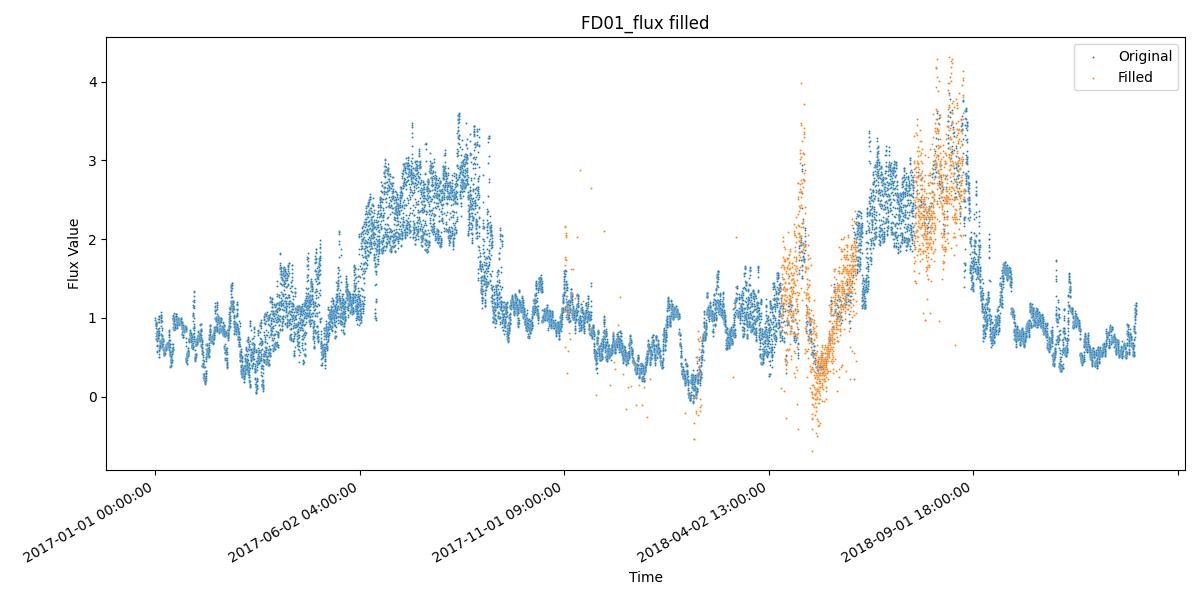 FD01_flux filled
Original
Filled
Flux Value
4
3
2
1
0
2017-01-01 00:00:00
2017-06-02 04:00:00
2017-11-01 09:00:00
2018-04-02 13:00:00
2018-09-01 18:00:00
Time